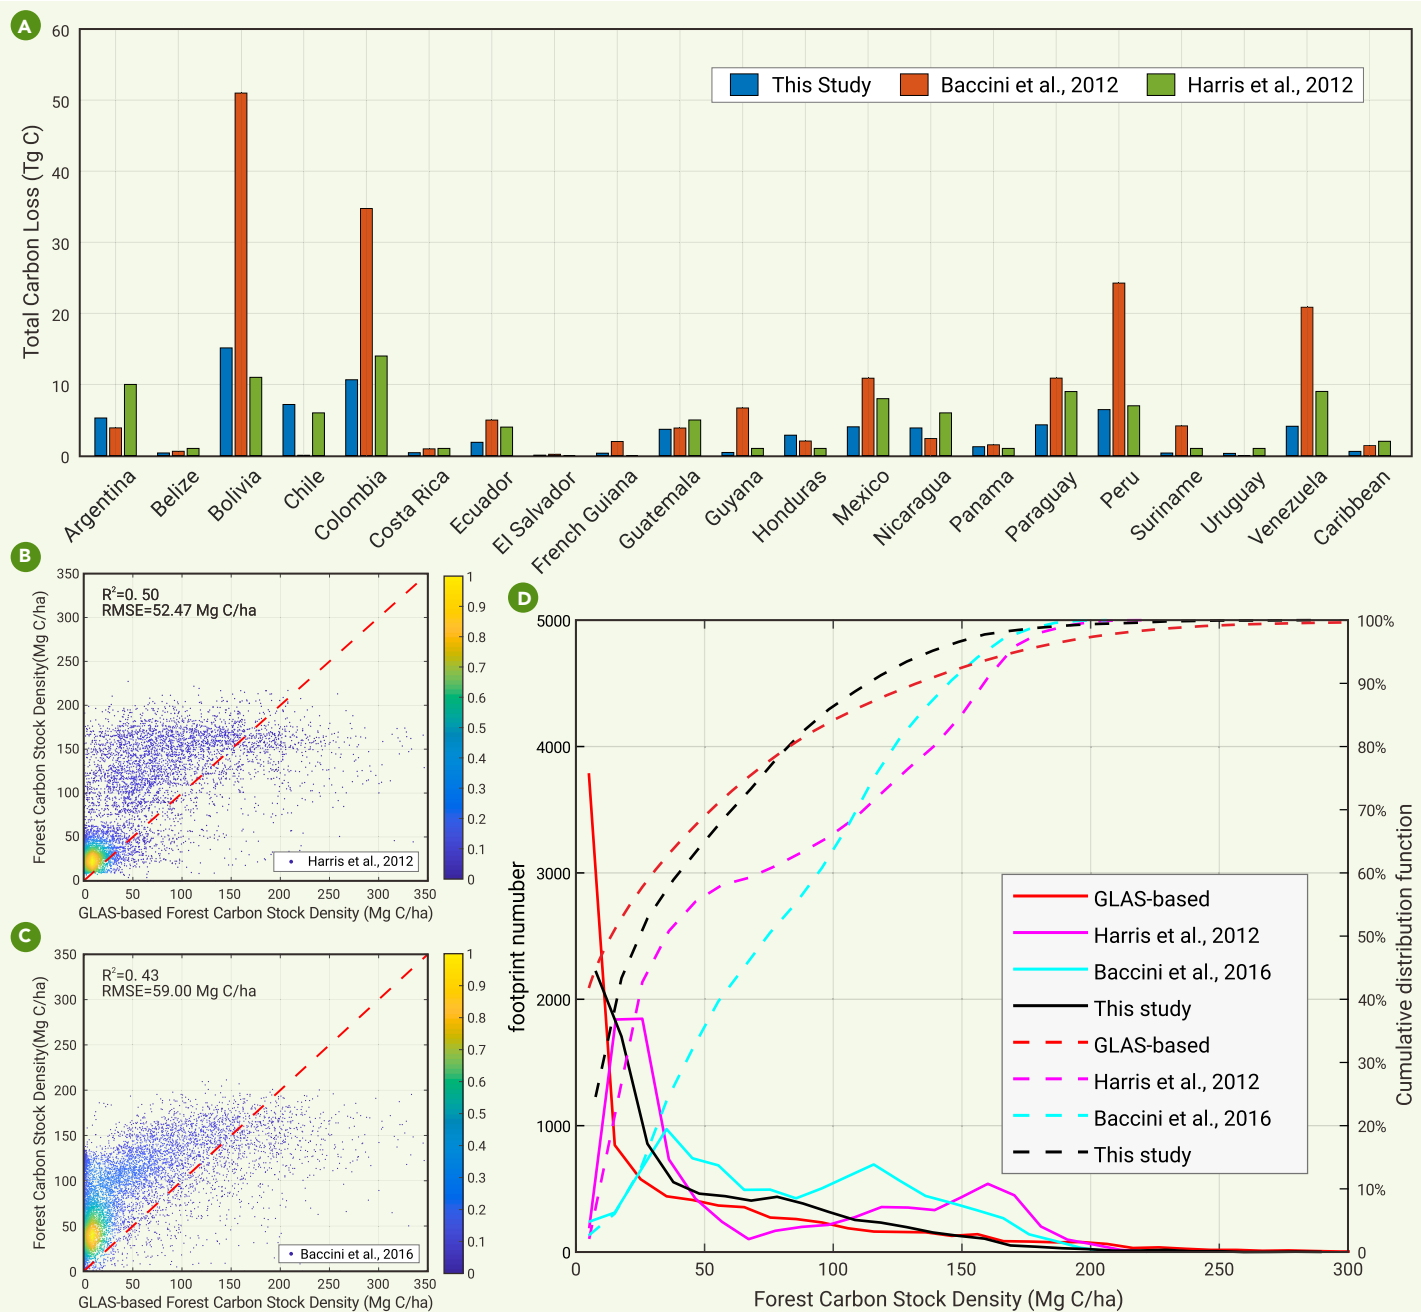 A
60
50
40
30
20
10
0
Total Carbon Loss (Tg C)
This Study
Baccini et al., 2012
Harris et al., 2012
Argentina
Belize
Bolivia
Chile
Colombia
Costa Rica
Ecuador
El Salvador
French Guiana
Guatemala
Guyana
Honduras
Mexico
Nicaragua
Panama
Paraguay
Peru
Suriname
Uruguay
Venezuela
Caribbean
B
350
300
250
200
150
100
50
0
Forest Carbon Stock Density(Mg C/ha)
R²=0. 50
RMSE=52.47 Mg C/ha
Harris et al., 2012
0 50 100 150 200 250 300 350
GLAS-based Forest Carbon Stock Density (Mg C/ha)
1
0.9
0.8
0.7
0.6
0.5
0.4
0.3
0.2
0.1
0
C
350
300
250
200
150
100
50
0
Forest Carbon Stock Density(Mg C/ha)
R²=0. 43
RMSE=59.00 Mg C/ha
Baccini et al., 2016
0 50 100 150 200 250 300 350
GLAS-based Forest Carbon Stock Density (Mg C/ha)
1
0.9
0.8
0.7
0.6
0.5
0.4
0.3
0.2
0.1
0
D
5000
4000
3000
2000
1000
0
footprint numuber
100%
90%
80%
70%
60%
50%
40%
30%
20%
10%
0
Cumulative distribution function
GLAS-based
Harris et al., 2012
Baccini et al., 2016
This study
GLAS-based
Harris et al., 2012
Baccini et al., 2016
This study
0 50 100 150 200 250 300
Forest Carbon Stock Density (Mg C/ha)